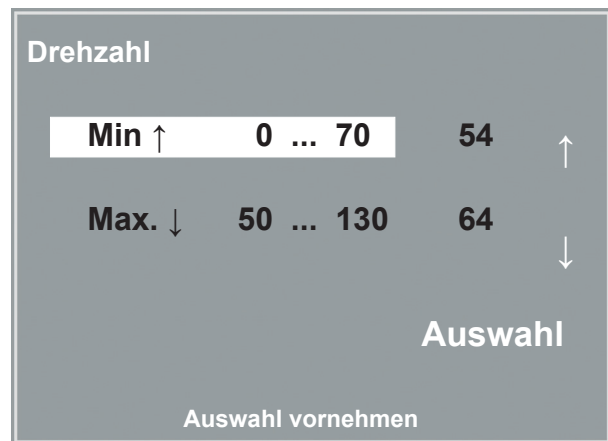 Drehzahl
Min ↑ 0 ... 70 54 ↑
Max. ↓ 50 ... 130 64 ↓
Auswahl
Auswahl vornehmen